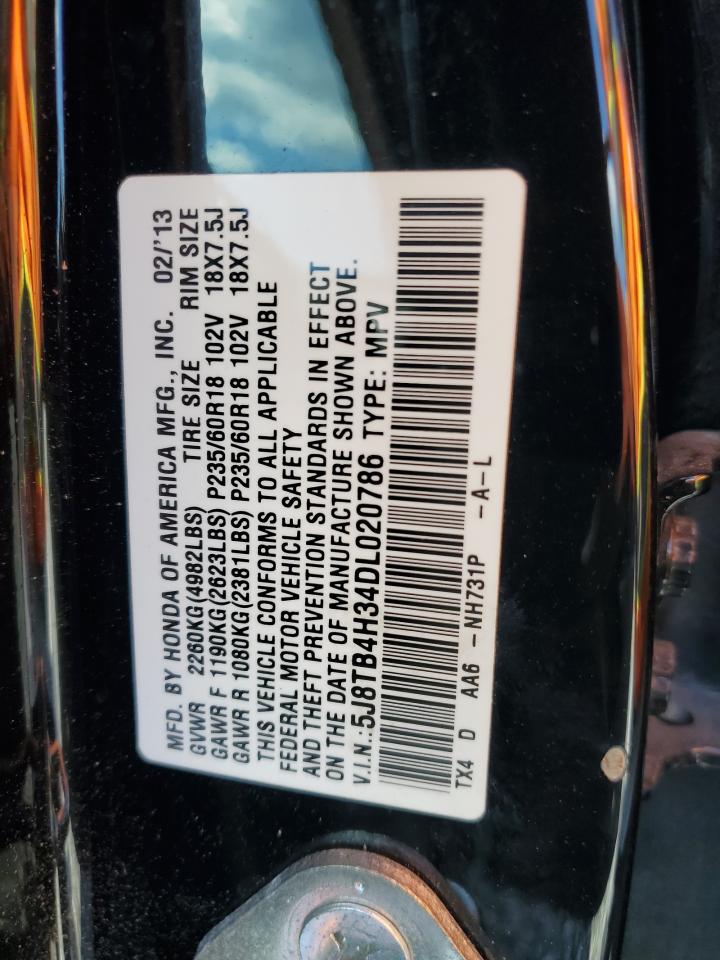 MFD. BY HONDA OF AMERICA MFG., INC. 02/'13
GVWR 2260KG(4982LBS) TIRE SIZE RIM SIZE
GAWR F 1190KG(2623LBS) P235/60R18 102V 18X7.5J
GAWR R 1080KG(2381LBS) P235/60R18 102V 18X7.5J
THIS VEHICLE CONFORMS TO ALL APPLICABLE
FEDERAL MOTOR VEHICLE SAFETY
AND THEFT PREVENTION STANDARDS IN EFFECT
ON THE DATE OF MANUFACTURE SHOWN ABOVE.
V.I.N.:5J8TB4H34DL020786 TYPE: MPV
TX4 D AA6 -NH731P -A-L